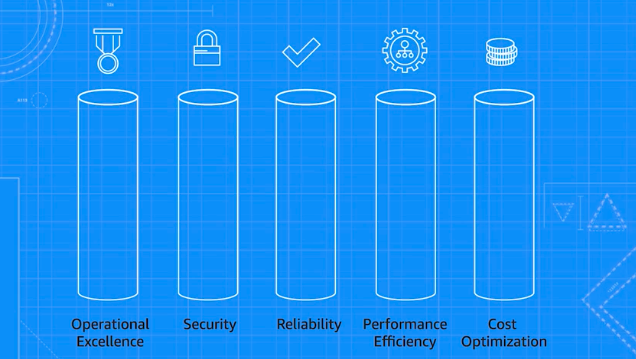 Operational
Excellence
Security
Reliability
Performance
Efficiency
Cost
Optimization